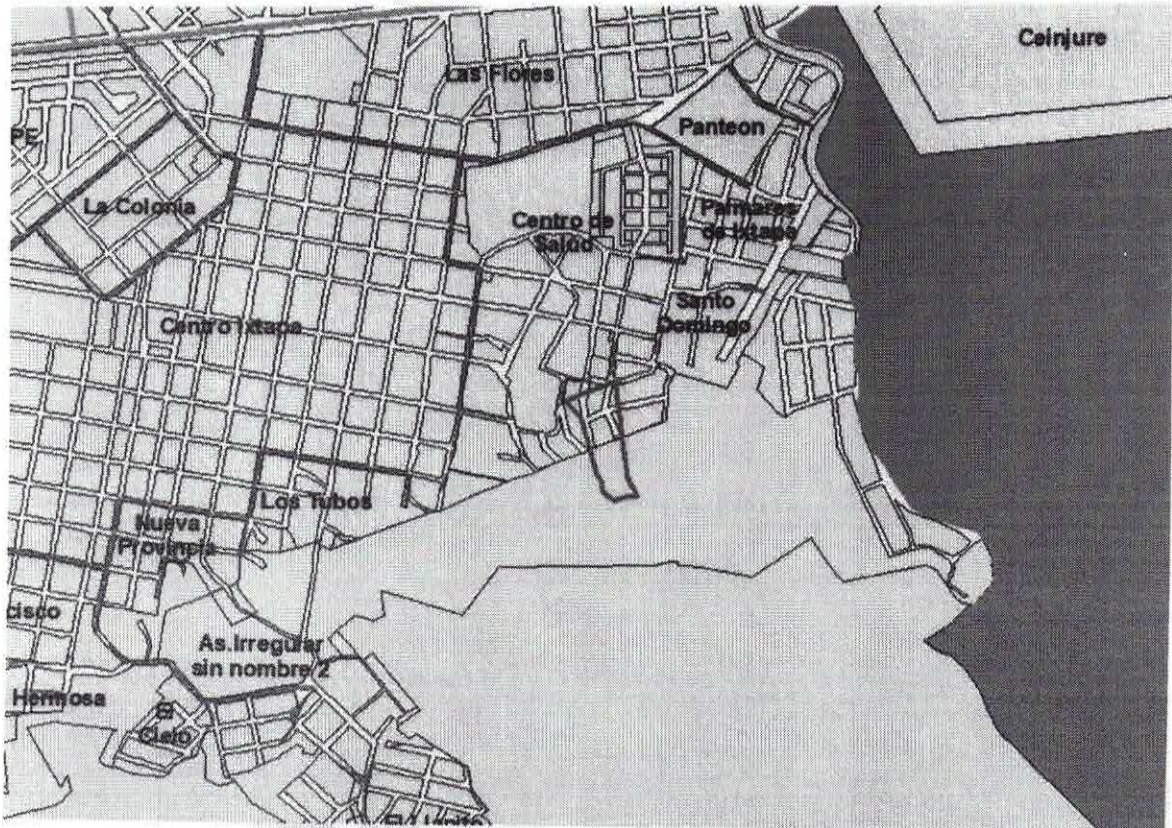 Ceinjure
Las Flores
Panteon
PE
La Colonia
Centro de
Salud
Palmares
de Ixtapa
Centro Ixtapa
Santo
Domingo
Los Tubos
Nueva
Provincia
cisco
As.Irregular
sin nombre 2
Hermosa
El
Cielo